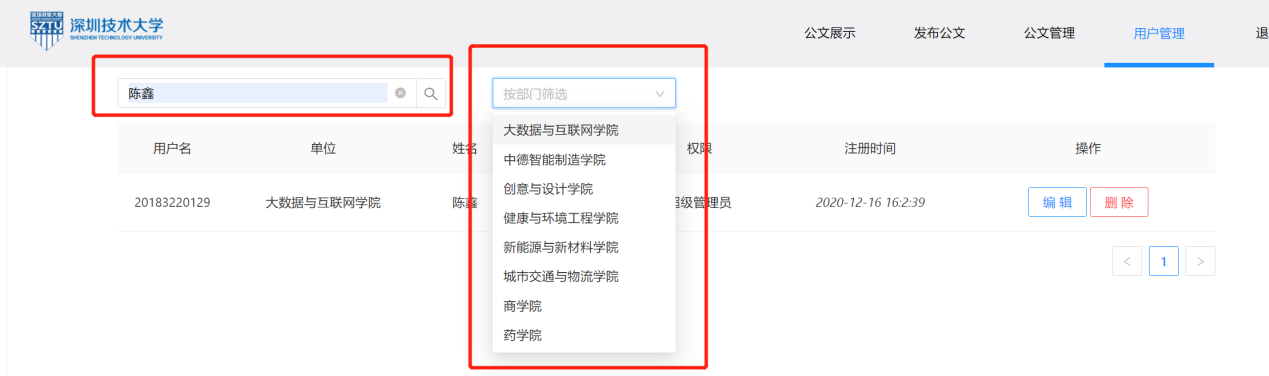 深圳技术大学
SHENZHEN TECHNOLOGY UNIVERSITY
SZTU
公文展示 发布公文 公文管理 用户管理 退
陈鑫
按部门筛选
大数据与互联网学院
中德智能制造学院
创意与设计学院
健康与环境工程学院
新能源与新材料学院
城市交通与物流学院
商学院
药学院
用户名 单位 姓名 权限 注册时间 操作
20183220129 大数据与互联网学院 陈鑫 超级管理员 2020-12-16 16:2:39 编辑 删除
< 1 >